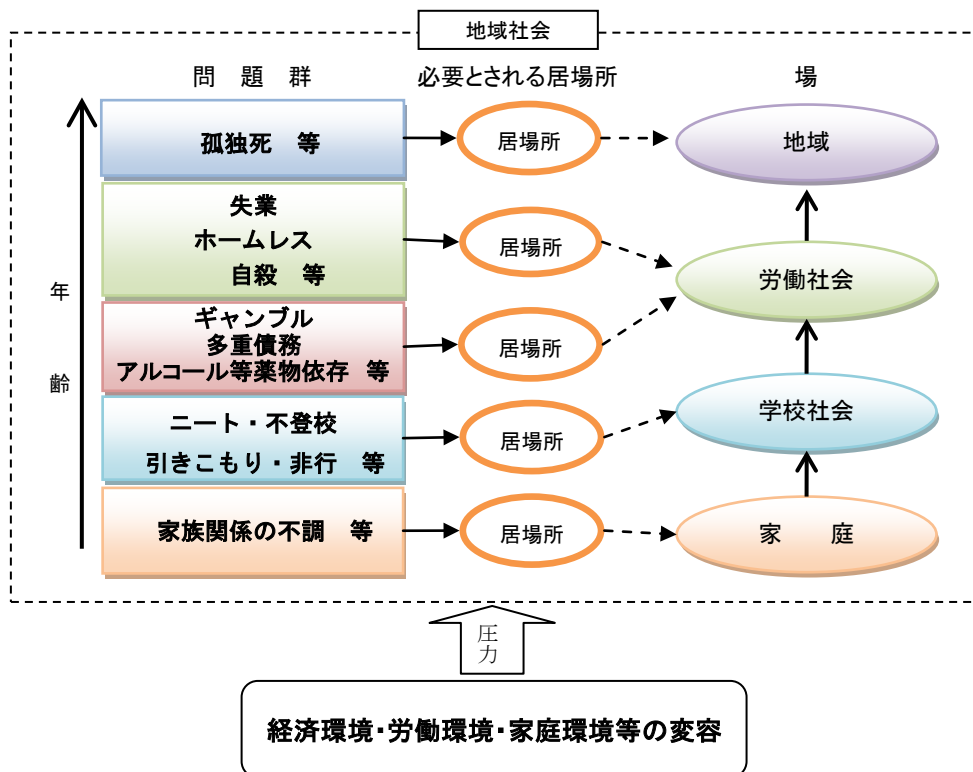 地域社会
問　題　群
必要とされる居場所
場
年
齢
孤独死　等
居場所
地域
失業
ホームレス
自殺　等
居場所
労働社会
ギャンブル
多重債務
アルコール等薬物依存　等
居場所
ニート・不登校
引きこもり・非行　等
居場所
学校社会
家族関係の不調　等
居場所
家　　庭
圧
力
経済環境・労働環境・家庭環境等の変容